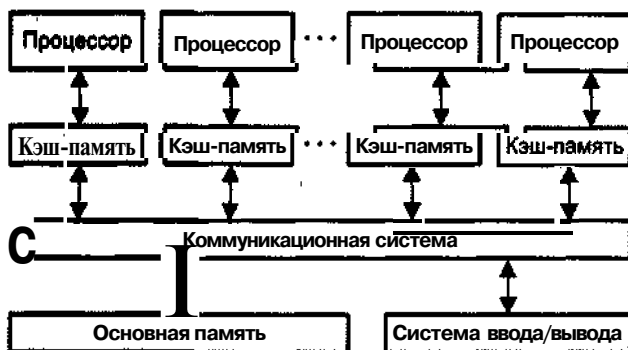 Процессор Процессор ... Процессор Процессор
Кэш-память Кэш-память ... Кэш-память Кэш-память
Коммуникационная система
Основная память Система ввода/вывода